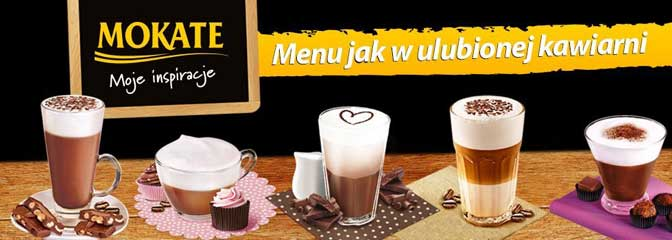 MOKATE
Moje inspiracje
Menu jak w ulubionej kawiarni